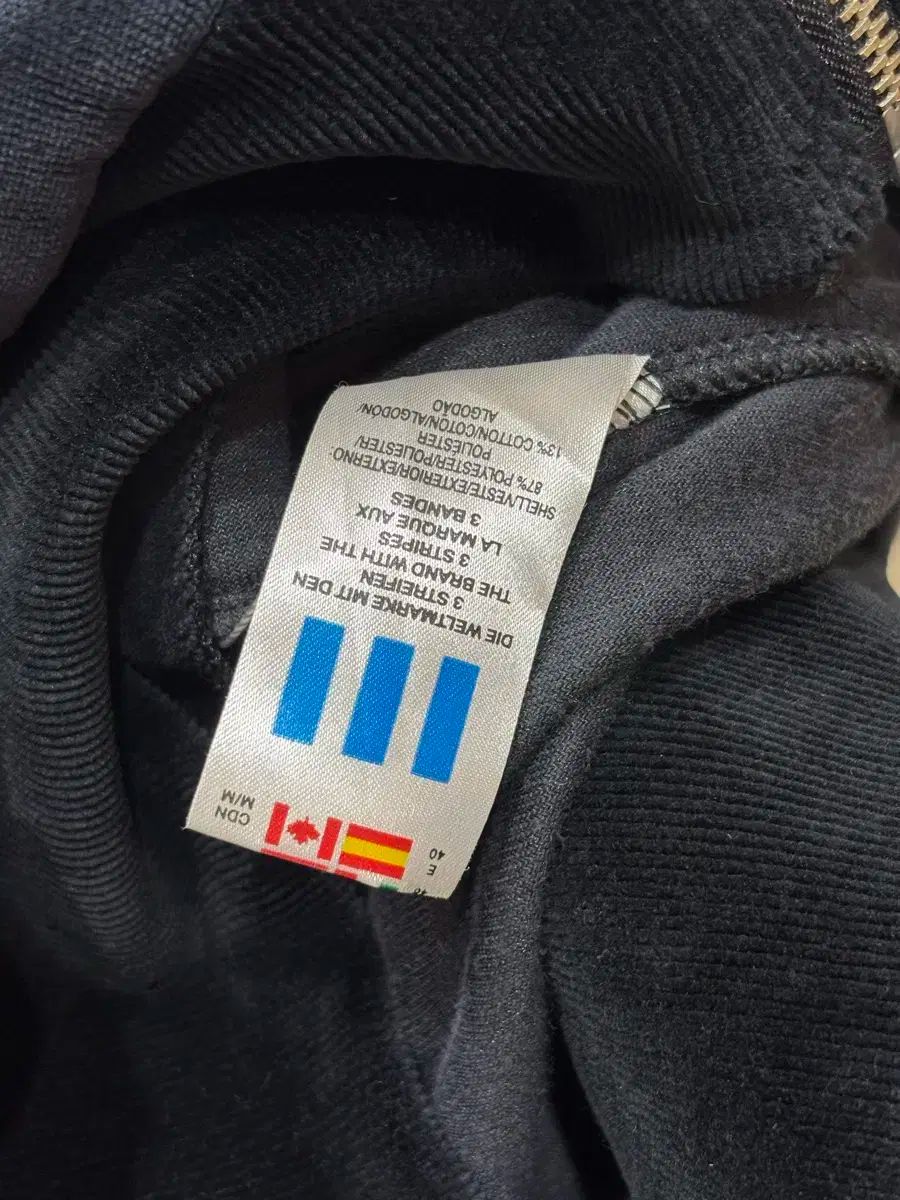 E
40
CDN
M/M
DIE WELTMARKE MIT DEN
3 STREIFEN
THE BRAND WITH THE
3 STRIPES
LA MARQUE AUX
3 BANDES
SHELL/VESTE/EXTERIOR/EXTERNO
87% POLYESTER/POLIESTER/
POLIESTER
13% COTTON/COTON/ALGODON/
ALGODÃO